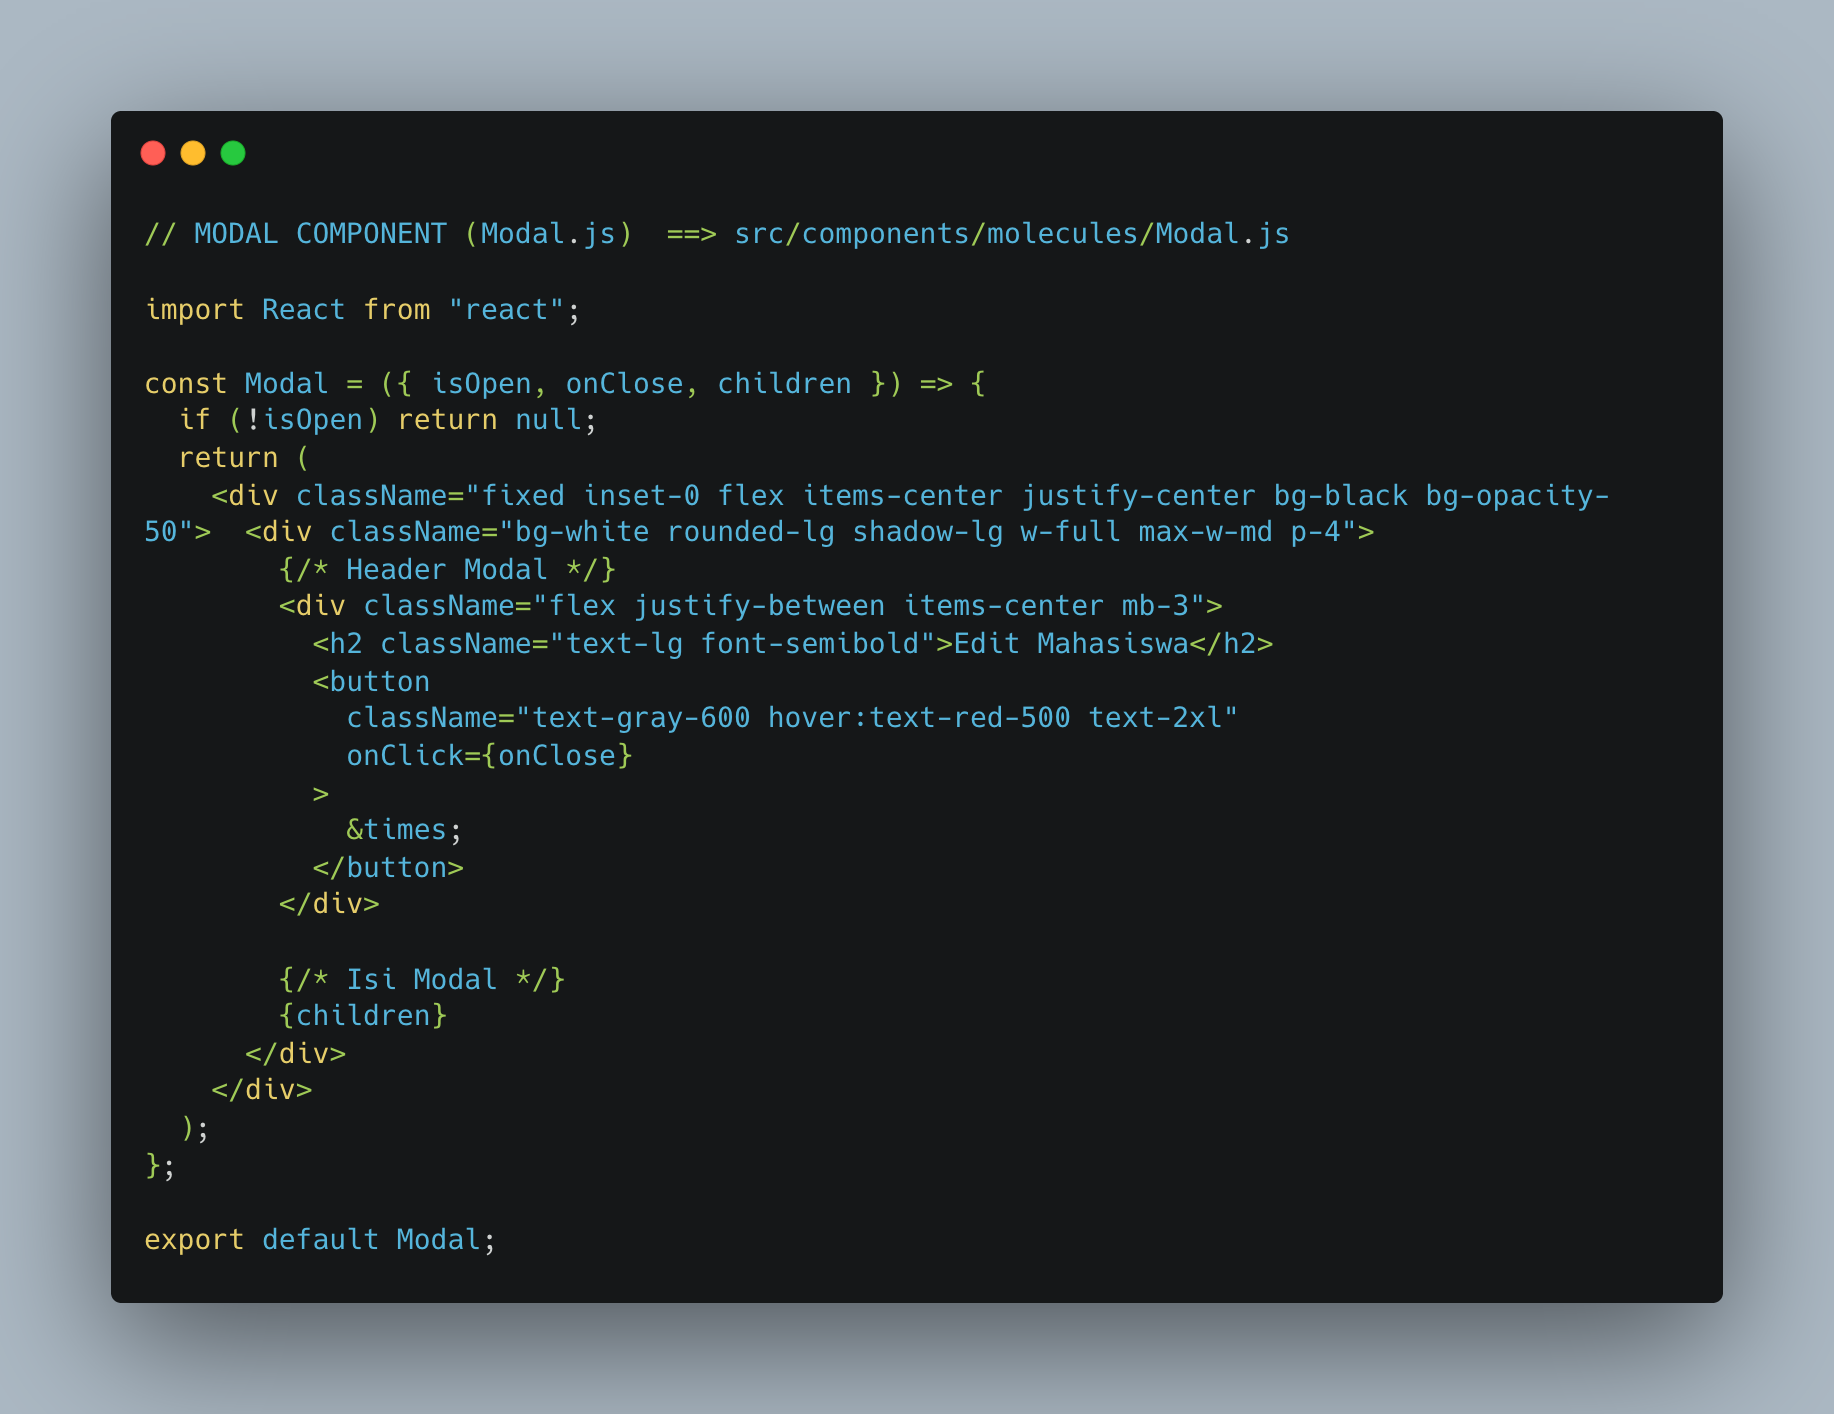 // MODAL COMPONENT (Modal.js)  ==> src/components/molecules/Modal.js

import React from "react";

const Modal = ({ isOpen, onClose, children }) => {
  if (!isOpen) return null;
  return (
    <div className="fixed inset-0 flex items-center justify-center bg-black bg-opacity-
50">  <div className="bg-white rounded-lg shadow-lg w-full max-w-md p-4">
        {/* Header Modal */}
        <div className="flex justify-between items-center mb-3">
          <h2 className="text-lg font-semibold">Edit Mahasiswa</h2>
          <button
            className="text-gray-600 hover:text-red-500 text-2xl"
            onClick={onClose}
          >
            &times;
          </button>
        </div>

        {/* Isi Modal */}
        {children}
      </div>
    </div>
  );
};

export default Modal;